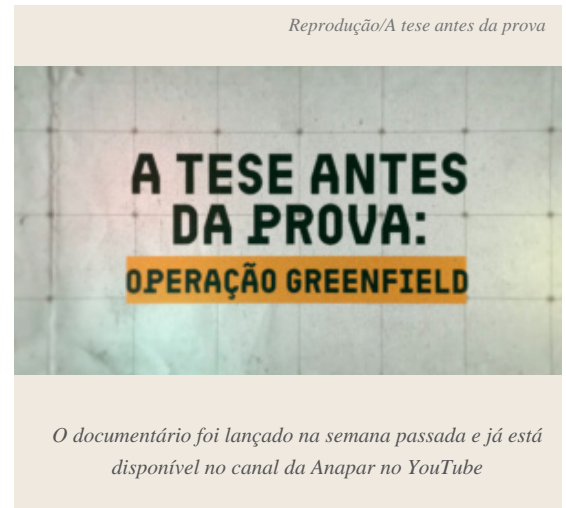 Reprodução/A tese antes da prova
A TESE ANTES
DA PROVA:
OPERAÇÃO GREENFIELD
O documentário foi lançado na semana passada e já está
disponível no canal da Anapar no YouTube